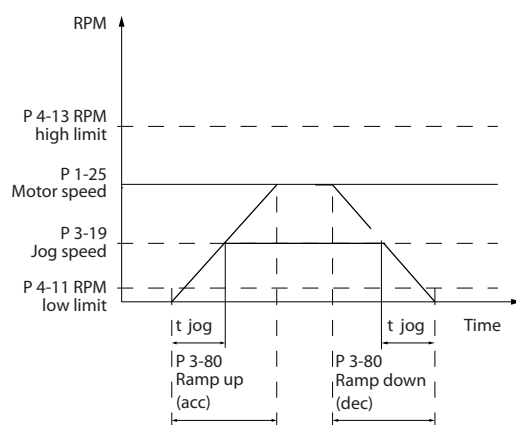 RPM
P 4-13 RPM
high limit
P 1-25
Motor speed
P 3-19
Jog speed
P 4-11 RPM
low limit
t jog
t jog
Time
P 3-80
Ramp up
(acc)
P 3-80
Ramp down
(dec)